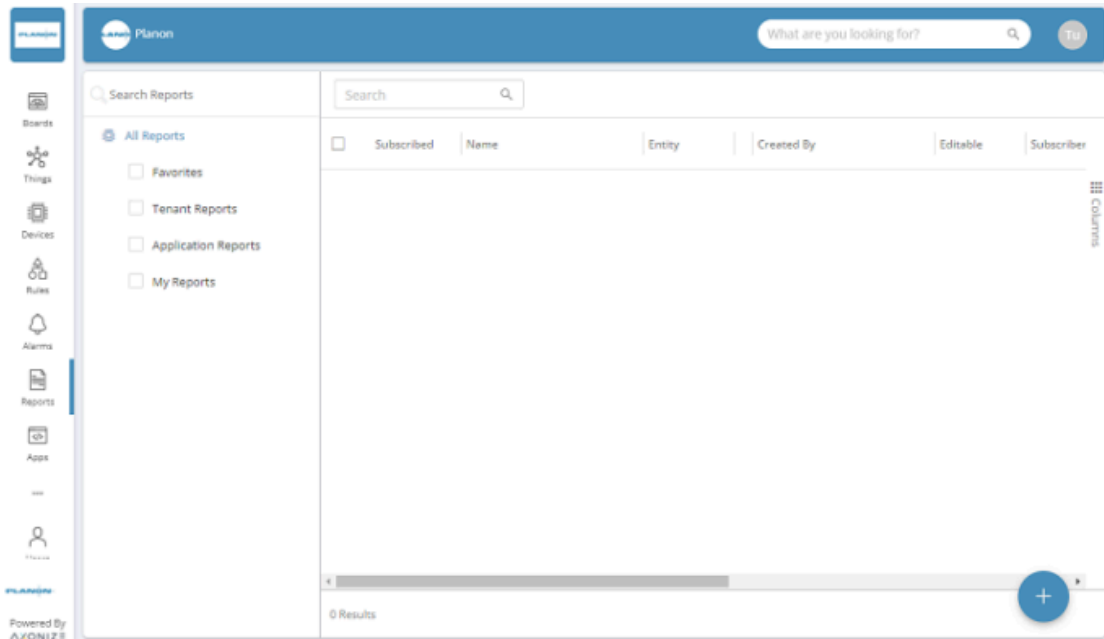 PLANON
Planon
What are you looking for?
Tu
Boards
Things
Devices
Rules
Alarms
Reports
Apps
PLANON
Powered By
AXONIZE
Search Reports
All Reports
Favorites
Tenant Reports
Application Reports
My Reports
Search
Subscribed
Name
Entity
Created By
Editable
Subscriber
Columns
0 Results
+